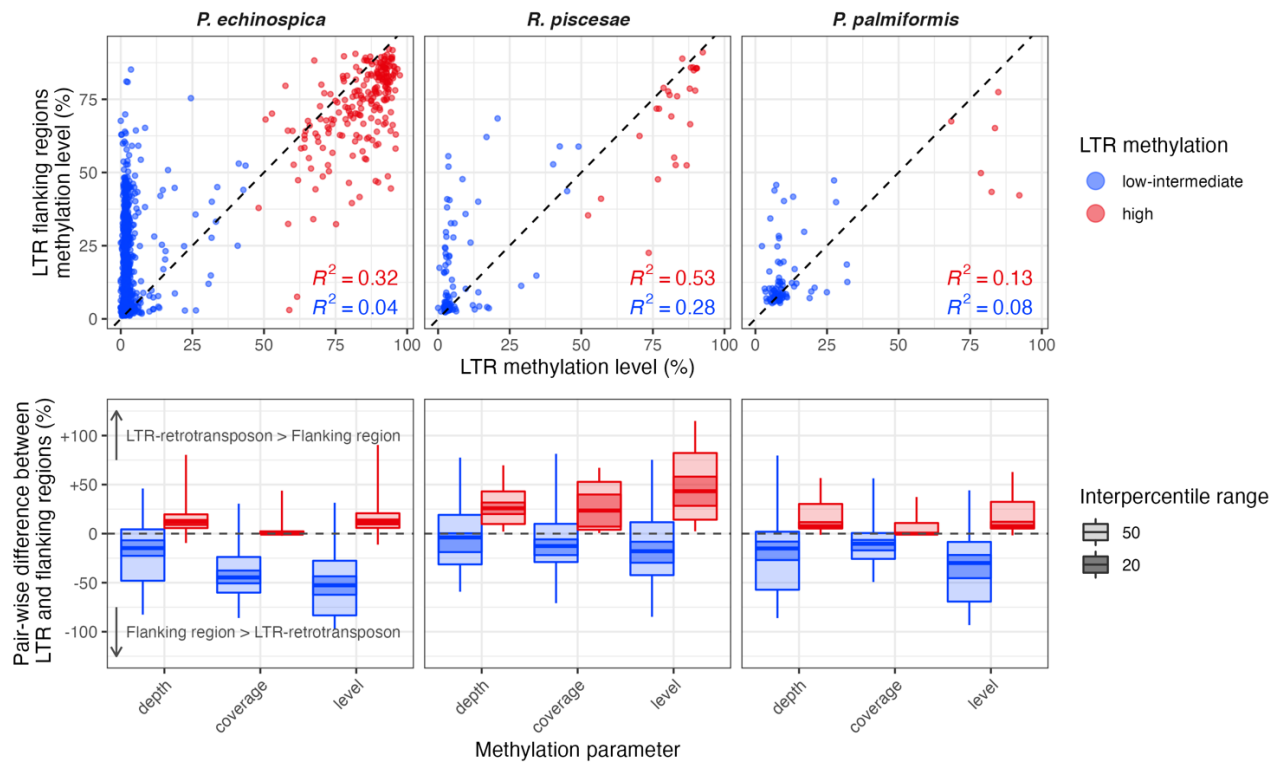 P. echinospica
R. piscesae
P. palmiformis
LTR flanking regions
methylation level (%)
75
50
25
0
R² = 0.32
R² = 0.04
R² = 0.53
R² = 0.28
R² = 0.13
R² = 0.08
0 25 50 75 100
0 25 50 75 100
0 25 50 75 100
LTR methylation level (%)
LTR methylation
low-intermediate
high
Pair-wise difference between
LTR and flanking regions (%)
+100
+50
0
-50
-100
LTR-retrotransposon > Flanking region
Flanking region > LTR-retrotransposon
depth
coverage
level
depth
coverage
level
depth
coverage
level
Methylation parameter
Interpercentile range
50
20